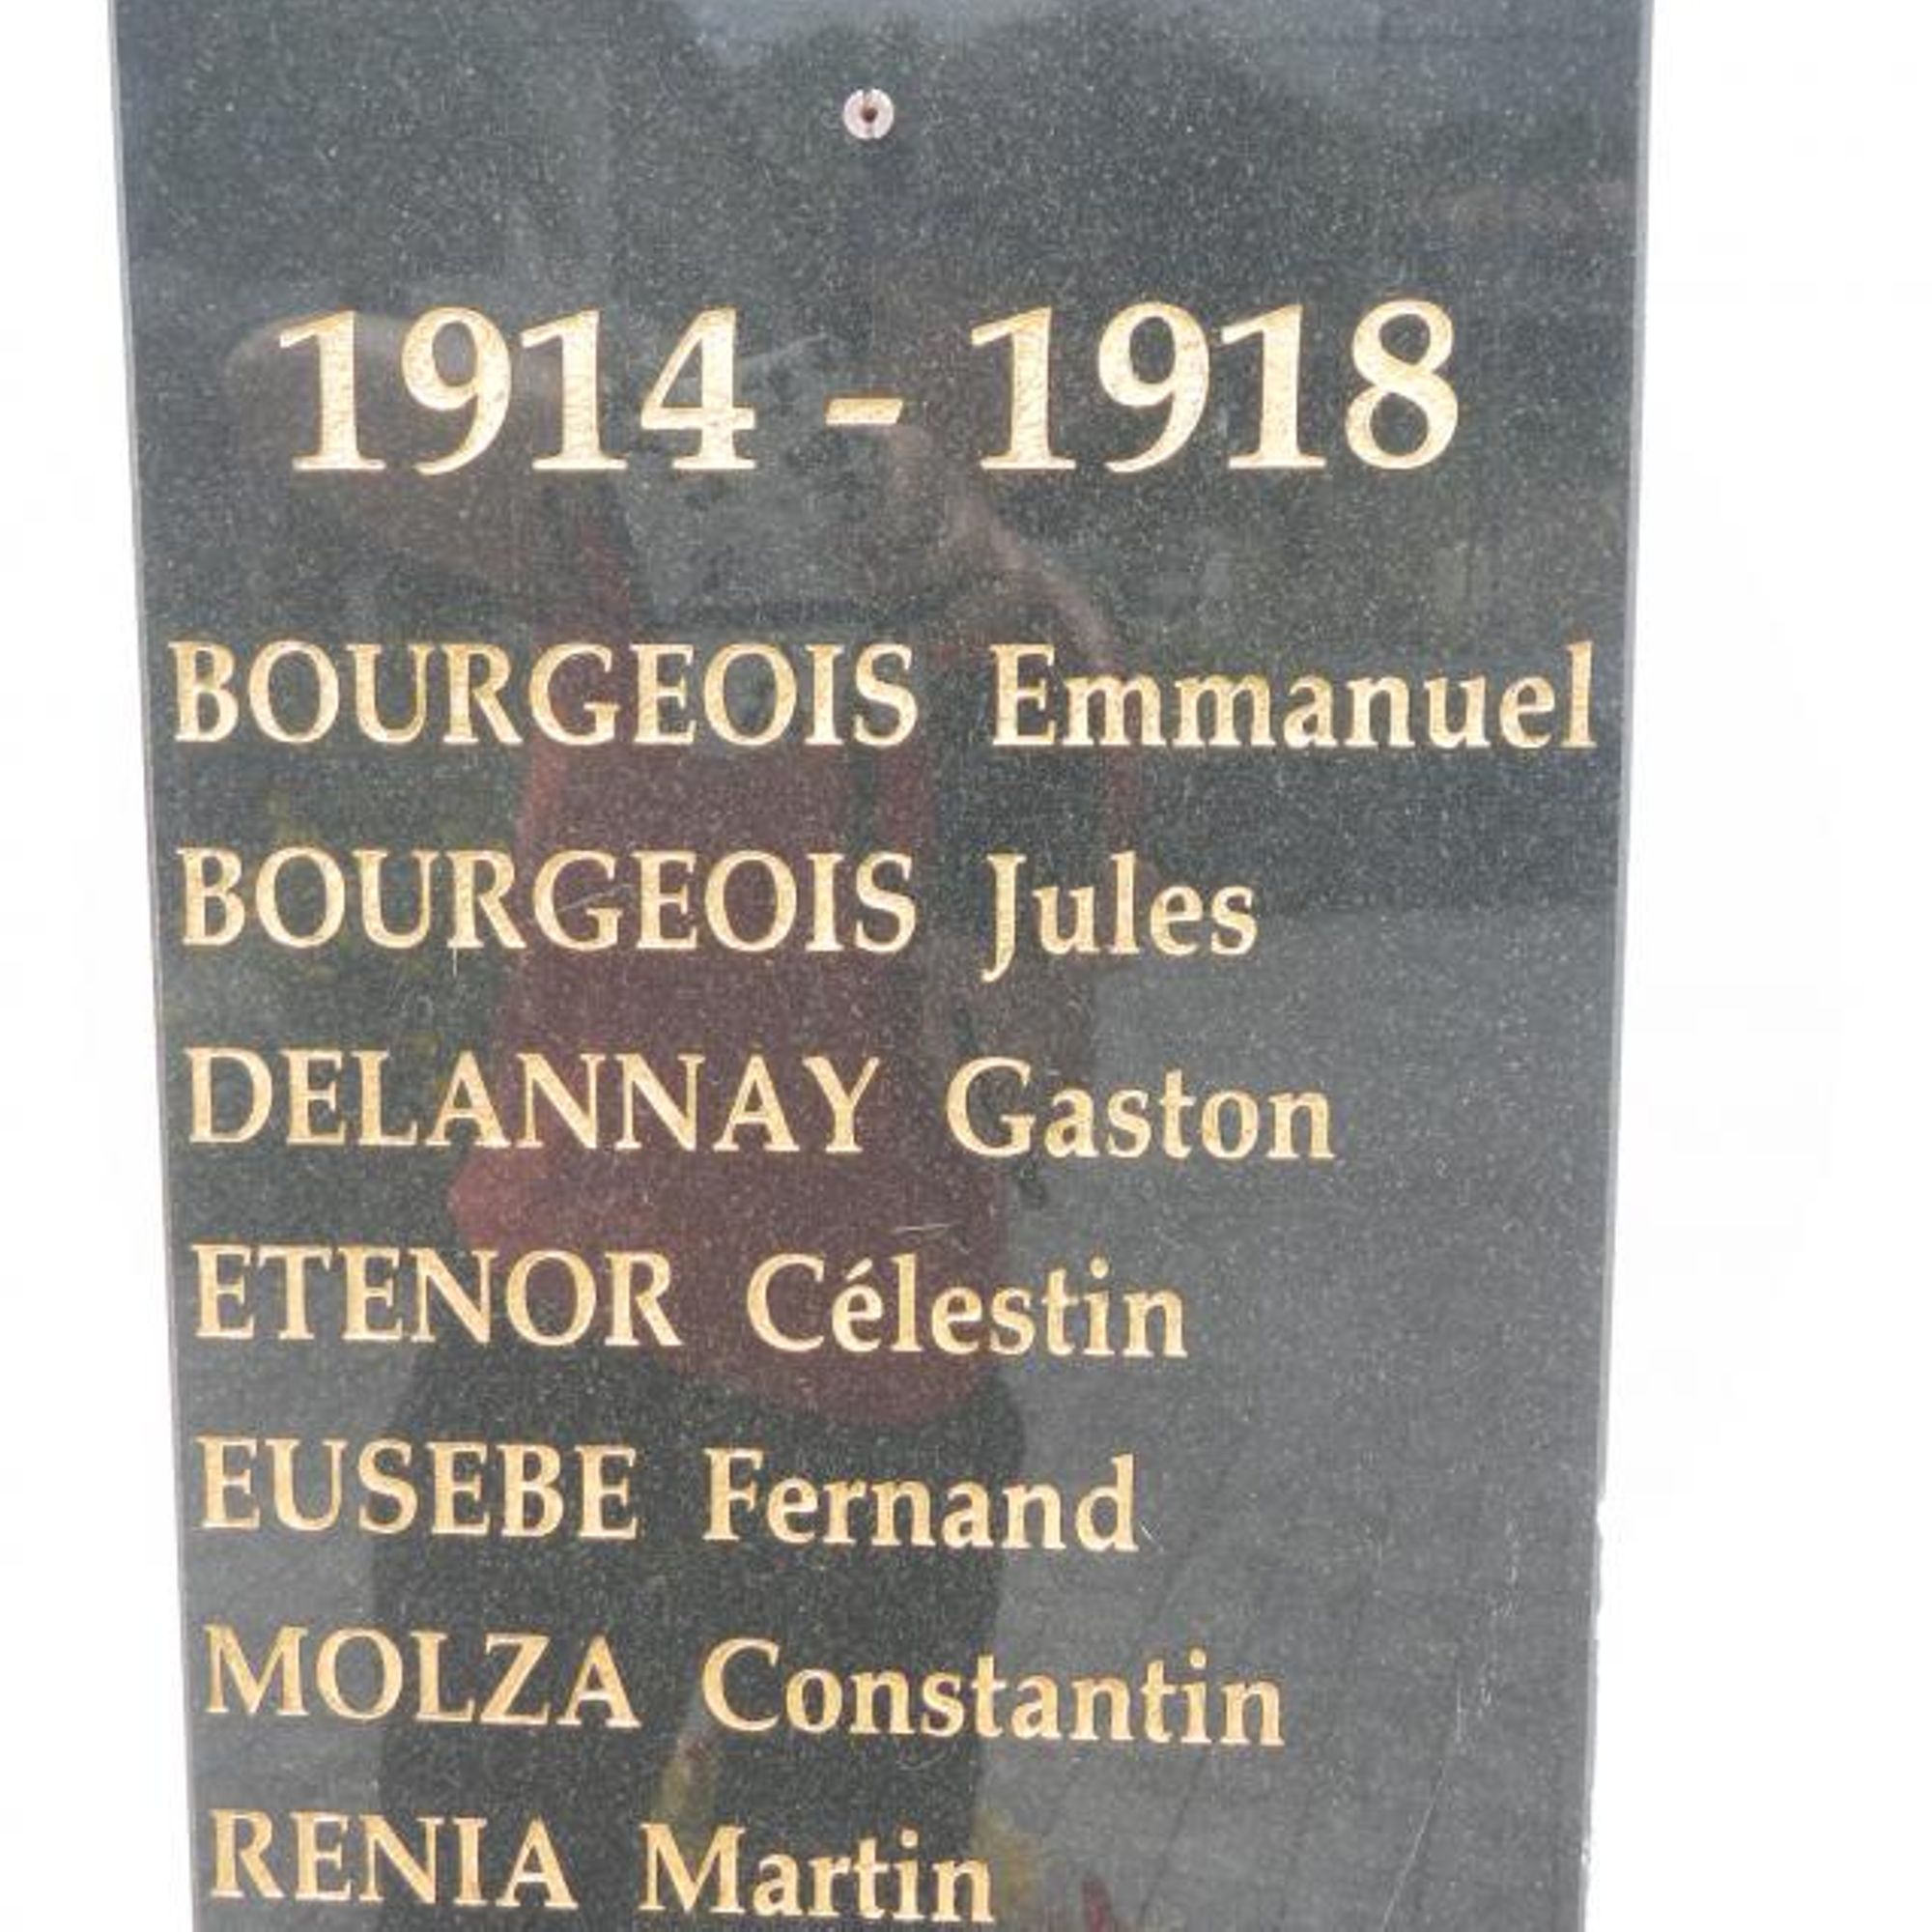 1914 - 1918
BOURGEOIS Emmanuel
BOURGEOIS Jules
DELANNAY Gaston
ETENOR Célestin
EUSEBE Fernand
MOLZA Constantin
RENIA Martin